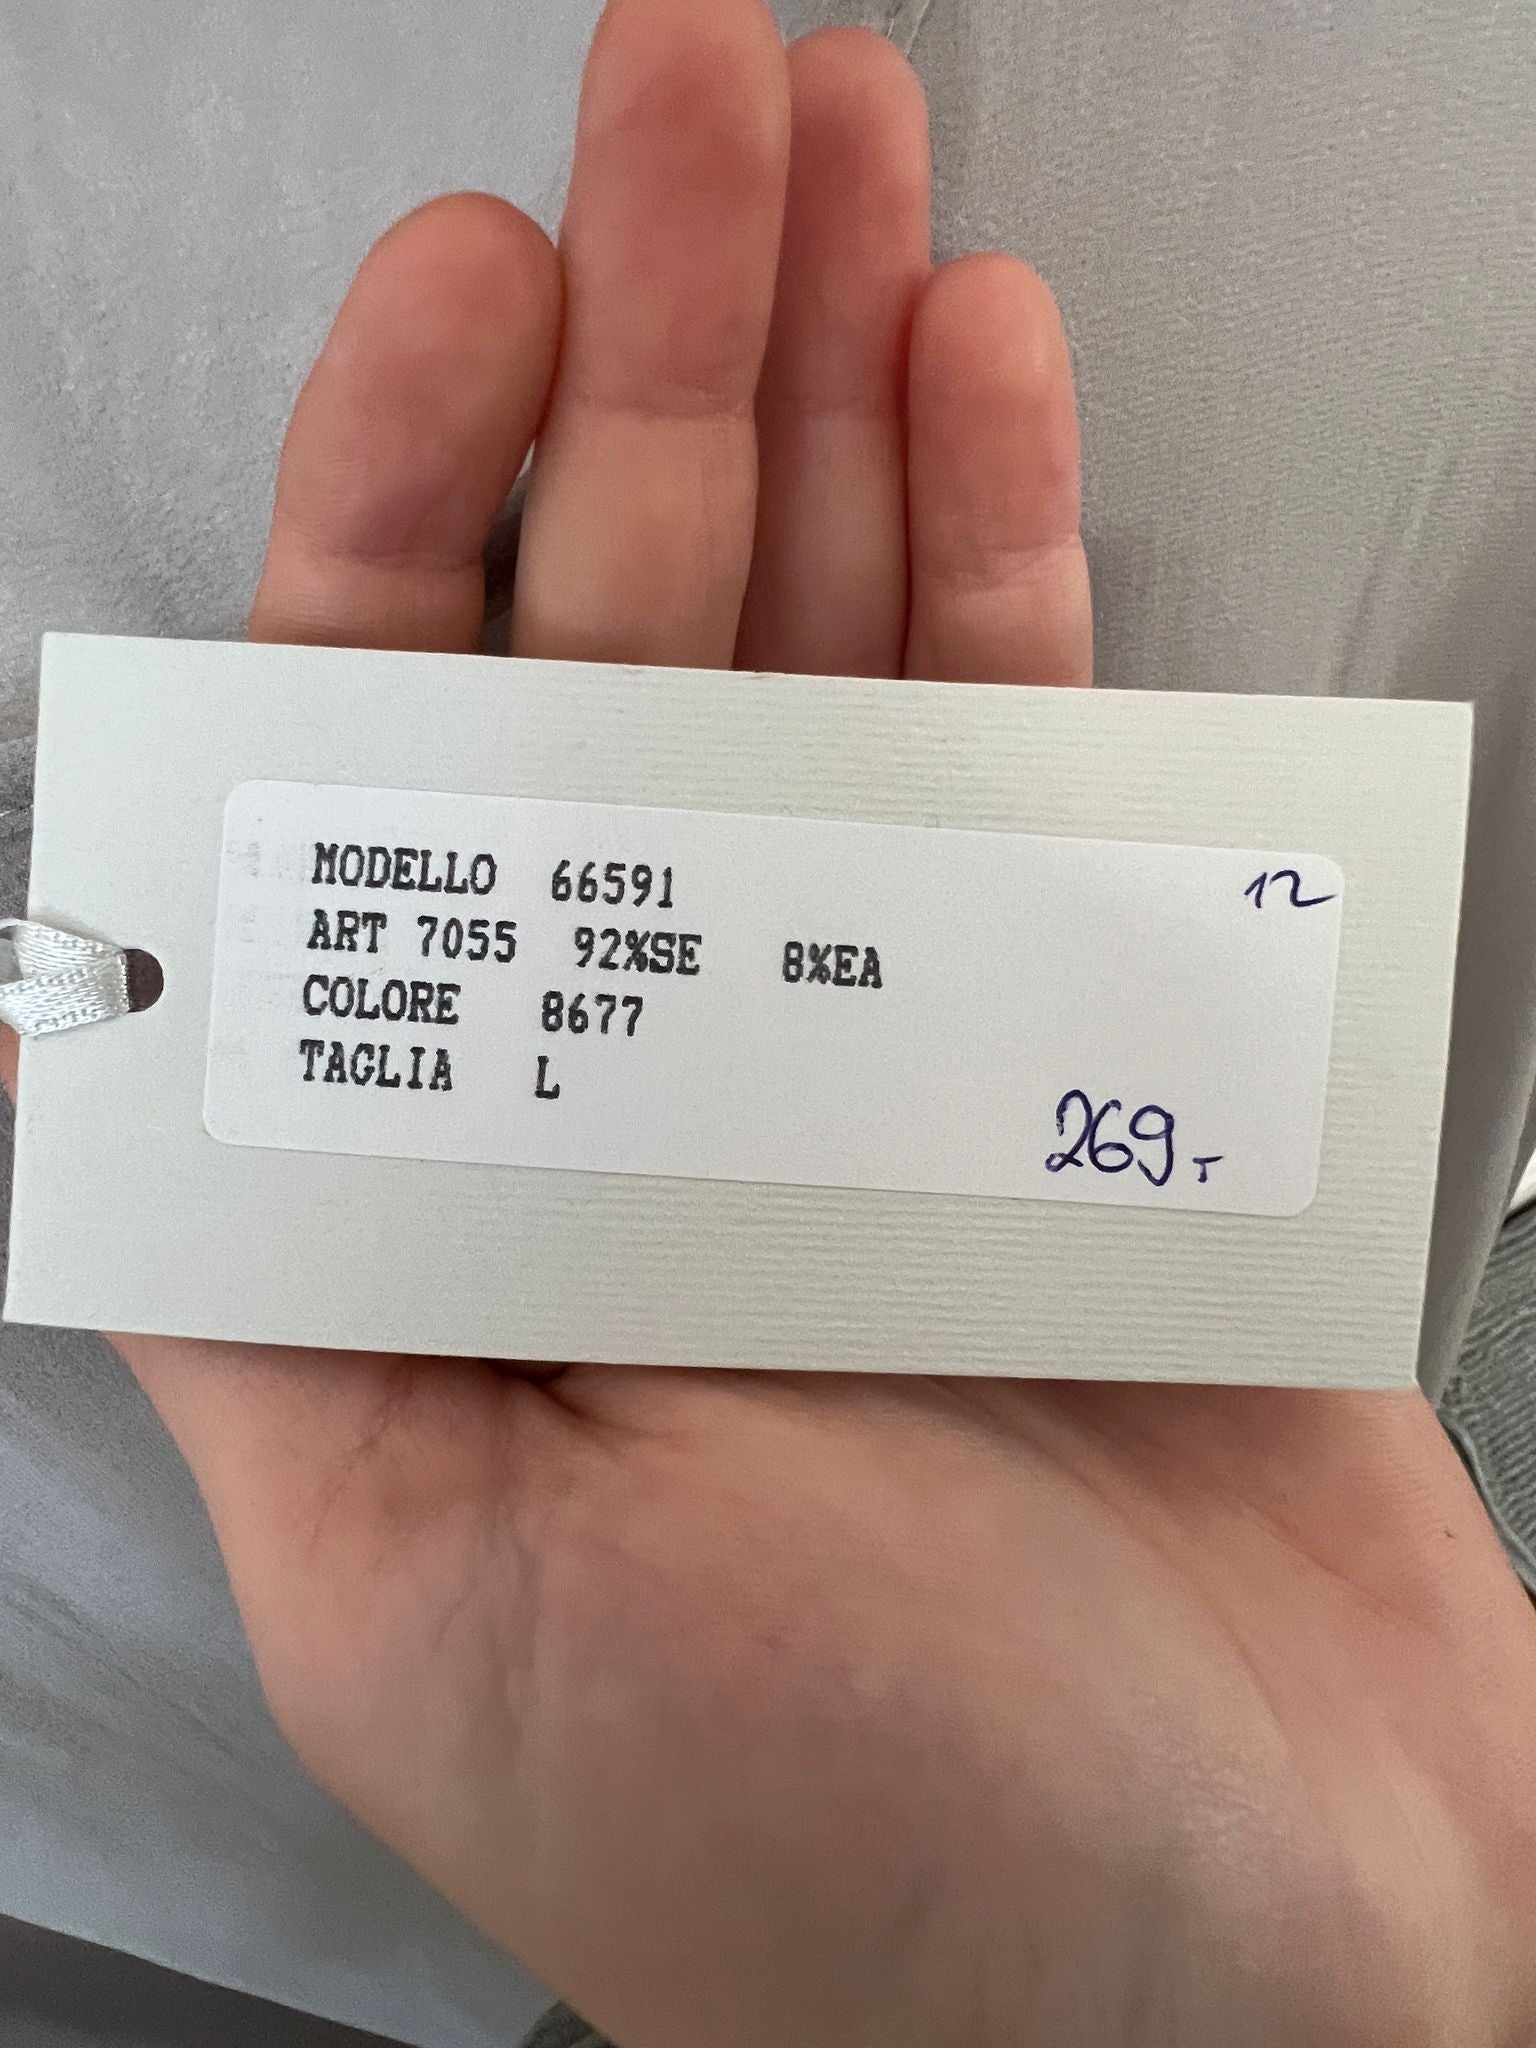 MODELLO 66591
12
ART 7055 92%SE 8%EA
COLORE 8677
TAGLIA L
269.-